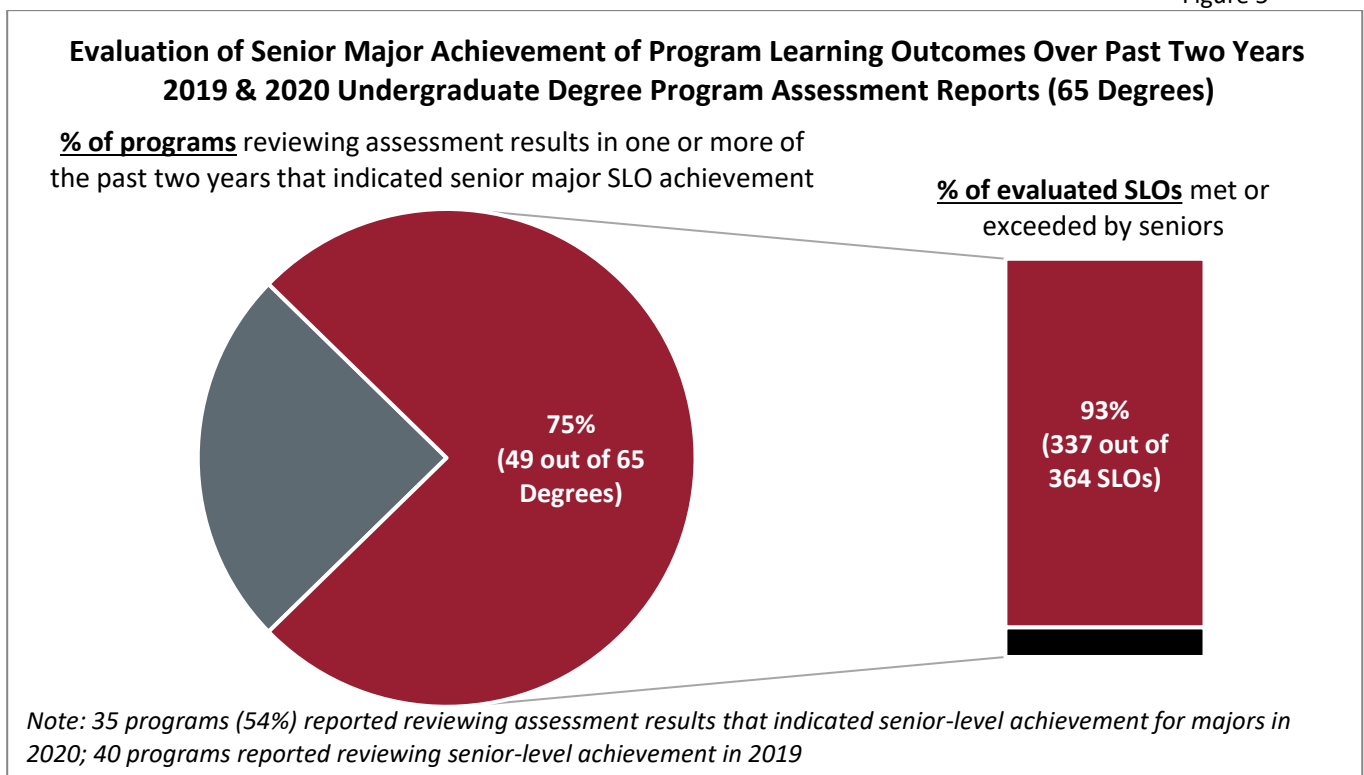 Evaluation of Senior Major Achievement of Program Learning Outcomes Over Past Two Years
2019 & 2020 Undergraduate Degree Program Assessment Reports (65 Degrees)
% of programs reviewing assessment results in one or more of
the past two years that indicated senior major SLO achievement
% of evaluated SLOs met or
exceeded by seniors
75%
(49 out of 65
Degrees)
93%
(337 out of
364 SLOs)
Note: 35 programs (54%) reported reviewing assessment results that indicated senior-level achievement for majors in
2020; 40 programs reported reviewing senior-level achievement in 2019